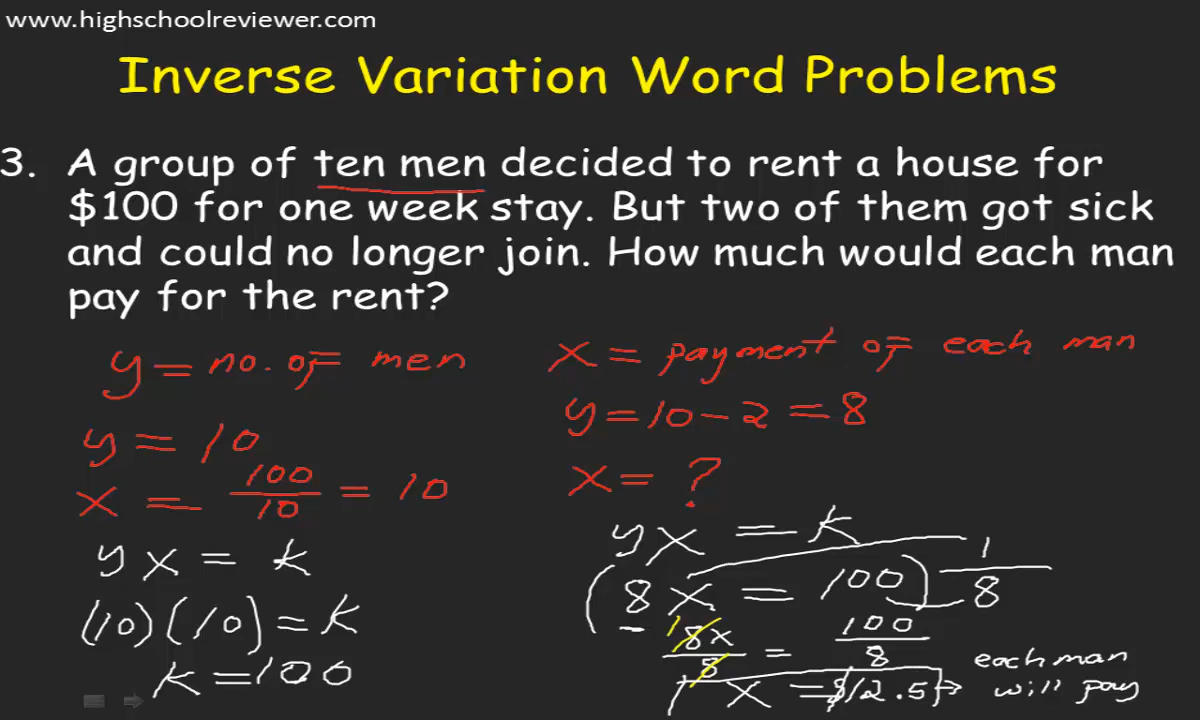 www.highschoolreviewer.com
Inverse Variation Word Problems
3. A group of ten men decided to rent a house for
$100 for one week stay. But two of them got sick
and could no longer join. How much would each man
pay for the rent?
y = no. of men
y = 10
x = 100/10 = 10
yx = k
(10)(10) = k
k = 100
x = payment of each man
y = 10 - 2 = 8
x = ?
yx = k
(8x = 100) 1/8
1 8x/8 = 100/8
1 x = $12.5 → each man will pay